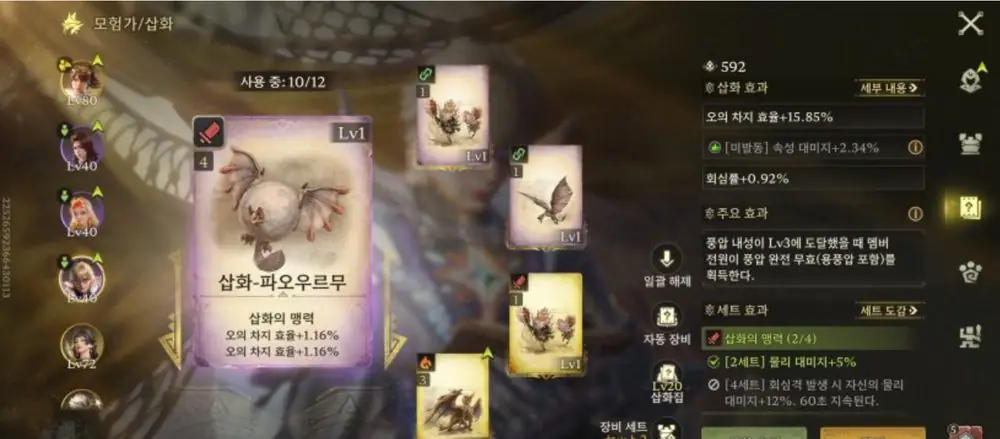 모험가/삽화
Lv80
Lv40
Lv40
Lv40
Lv72
22526592366430113
사용 중:10/12
4
Lv1
삽화-파오우르무
삽화의 맹력
오의 차지 효율+1.16%
오의 차지 효율+1.16%
1
Lv1
1
Lv1
1
Lv1
3
일괄 해제
자동 장비
Lv20
삽화집
장비 세트
592
삽화 효과
세부 내용
오의 차지 효율+15.85%
[미발동] 속성 대미지+2.34%
회심률+0.92%
주요 효과
풍압 내성이 Lv3에 도달했을 때 멤버
전원이 풍압 완전 무효(용풍압 포함)를
획득한다.
세트 효과
세트 도감
삽화의 맹력 (2/4)
[2세트] 물리 대미지+5%
[4세트] 회심격 발생 시 자신의 물리
대미지+12%. 60초 지속된다.
5